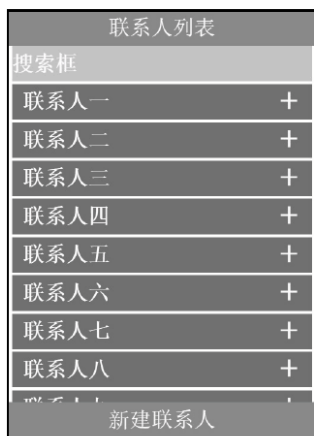 联系人列表
搜索框
联系人一 +
联系人二 +
联系人三 +
联系人四 +
联系人五 +
联系人六 +
联系人七 +
联系人八 +
新建联系人